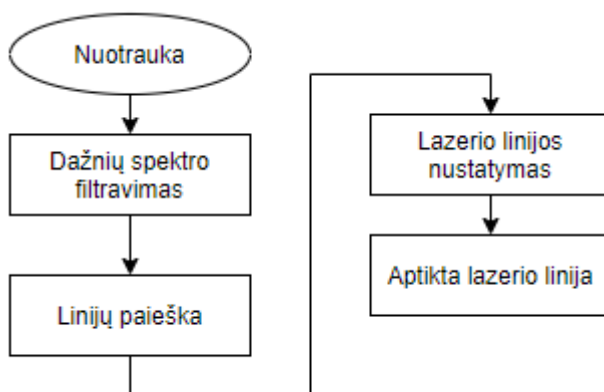 Nuotrauka
Dažnių spektro
filtravimas
Linijų paieška
Lazerio linijos
nustatymas
Aptikta lazerio linija